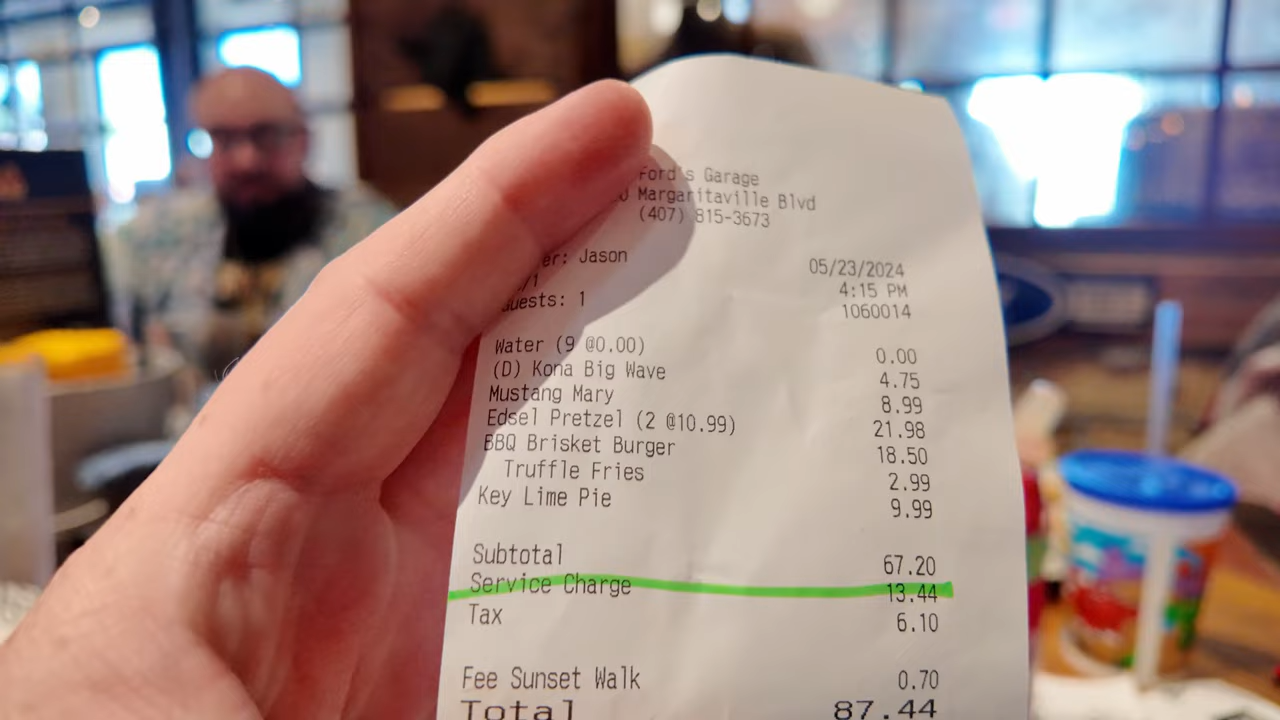 Ford's Garage
Margaritaville Blvd
(407) 815-3673
Jason
05/23/2024
/1
4:15 PM
uests: 1
1060014
Water (9 @0.00) 0.00
(D) Kona Big Wave 4.75
Mustang Mary 8.99
Edsel Pretzel (2 @10.99) 21.98
BBQ Brisket Burger 18.50
Truffle Fries 2.99
Key Lime Pie 9.99
Subtotal 67.20
Service Charge 13.44
Tax 6.10
Fee Sunset Walk 0.70
Total 87.44